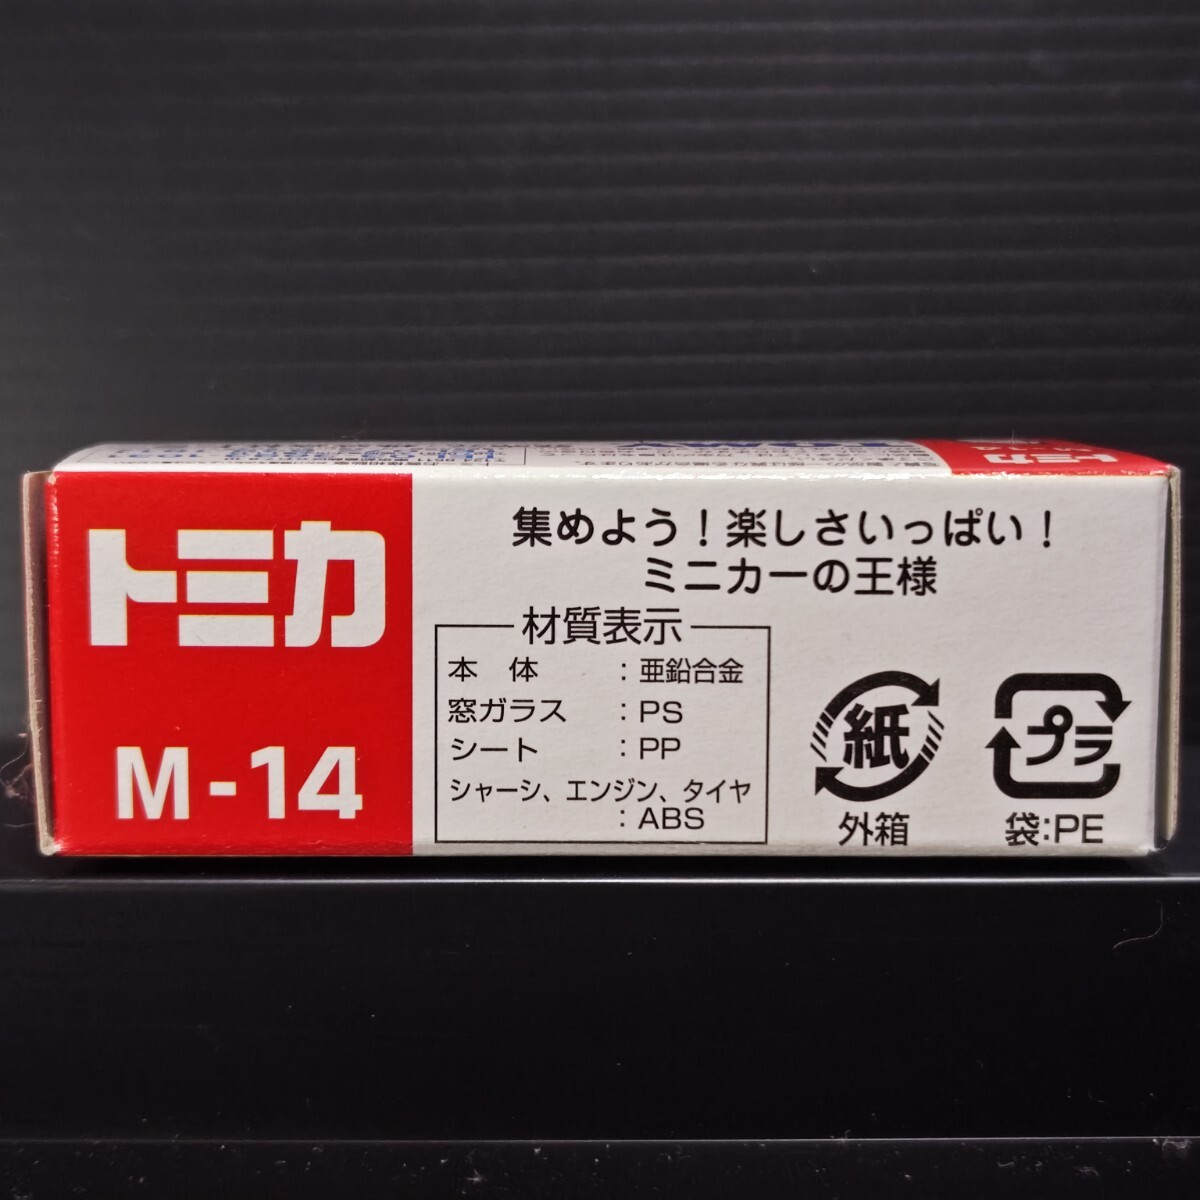 TOMY
トミカ
M-14
集めよう！楽しさいっぱい！
ミニカーの王様
材質表示
本体 ：亜鉛合金
窓ガラス ：PS
シート ：PP
シャーシ、エンジン、タイヤ
：ABS
紙
外箱
プラ
袋：PE